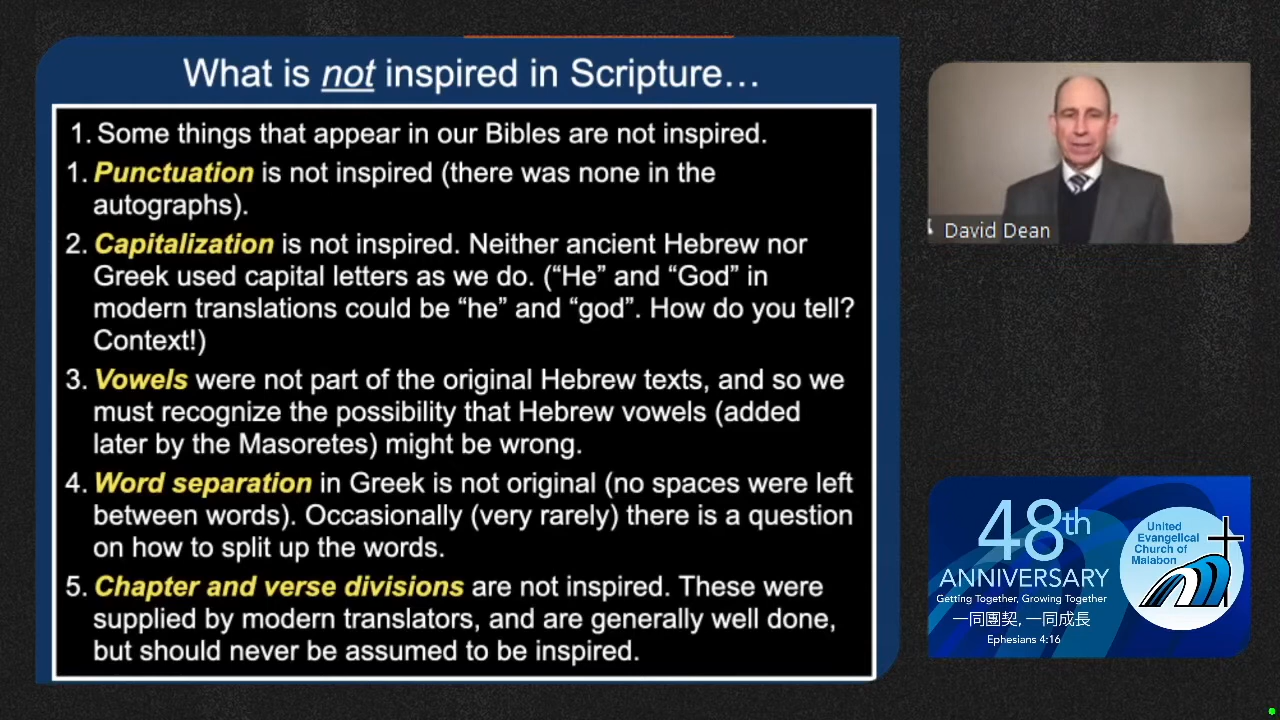 What is not inspired in Scripture…
1. Some things that appear in our Bibles are not inspired.
1. Punctuation is not inspired (there was none in the
autographs).
2. Capitalization is not inspired. Neither ancient Hebrew nor
Greek used capital letters as we do. (“He” and “God” in
modern translations could be “he” and “god”. How do you tell?
Context!)
3. Vowels were not part of the original Hebrew texts, and so we
must recognize the possibility that Hebrew vowels (added
later by the Masoretes) might be wrong.
4. Word separation in Greek is not original (no spaces were left
between words). Occasionally (very rarely) there is a question
on how to split up the words.
5. Chapter and verse divisions are not inspired. These were
supplied by modern translators, and are generally well done,
but should never be assumed to be inspired.
David Dean
48th
ANNIVERSARY
Getting Together, Growing Together
一同團契, 一同成長
Ephesians 4:16
United
Evangelical
Church of
Malabon